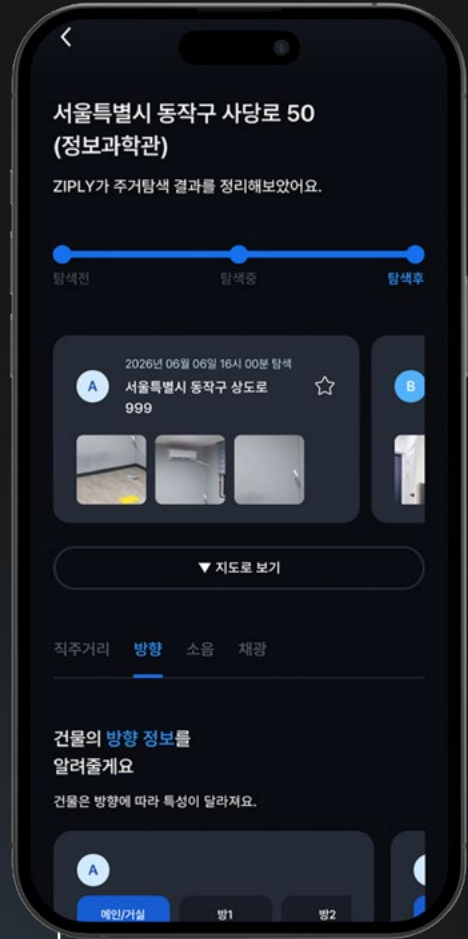 서울특별시 동작구 사당로 50
(정보과학관)
ZIPLY가 주거탐색 결과를 정리해보았어요.
탐색전
탐색중
탐색후
A
2026년 06월 06일 16시 00분 탐색
서울특별시 동작구 상도로
999
B
▼ 지도로 보기
직주거리
방향
소음
채광
건물의 방향 정보를
알려줄게요
건물은 방향에 따라 특성이 달라져요.
A
메인/거실
방1
방2